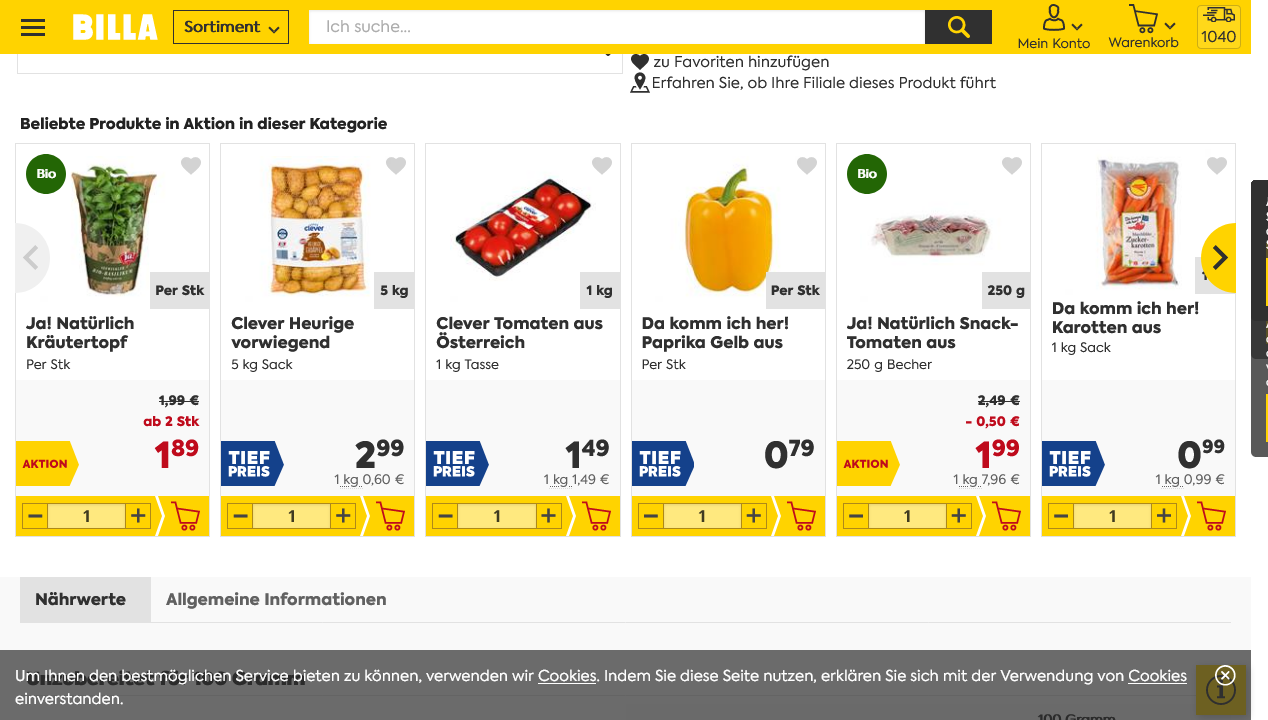 BILLA
Sortiment
Ich suche...
Mein Konto
Warenkorb
1040
zu Favoriten hinzufügen
Erfahren Sie, ob Ihre Filiale dieses Produkt führt
Beliebte Produkte in Aktion in dieser Kategorie
Bio
Per Stk
Ja! Natürlich
Kräutertopf
Per Stk
1,99 €
ab 2 Stk
AKTION
1 89
1
clever
5 kg
Clever Heurige
vorwiegend
5 kg Sack
TIEF
PREIS
2 99
1 kg 0,60 €
1
1 kg
Clever Tomaten aus
Österreich
1 kg Tasse
TIEF
PREIS
1 49
1 kg 1,49 €
1
Per Stk
Da komm ich her!
Paprika Gelb aus
Per Stk
TIEF
PREIS
0 79
1
Bio
250 g
Ja! Natürlich Snack-
Tomaten aus
250 g Becher
2,49 €
- 0,50 €
AKTION
1 99
1 kg 7,96 €
1
Da komm ich her!
Karotten aus
1 kg Sack
TIEF
PREIS
0 99
1 kg 0,99 €
1
Nährwerte
Allgemeine Informationen
Unzubereitet für 100 Gramm
100 Gramm
Um Ihnen den bestmöglichen Service bieten zu können, verwenden wir Cookies. Indem Sie diese Seite nutzen, erklären Sie sich mit der Verwendung von Cookies
einverstanden.